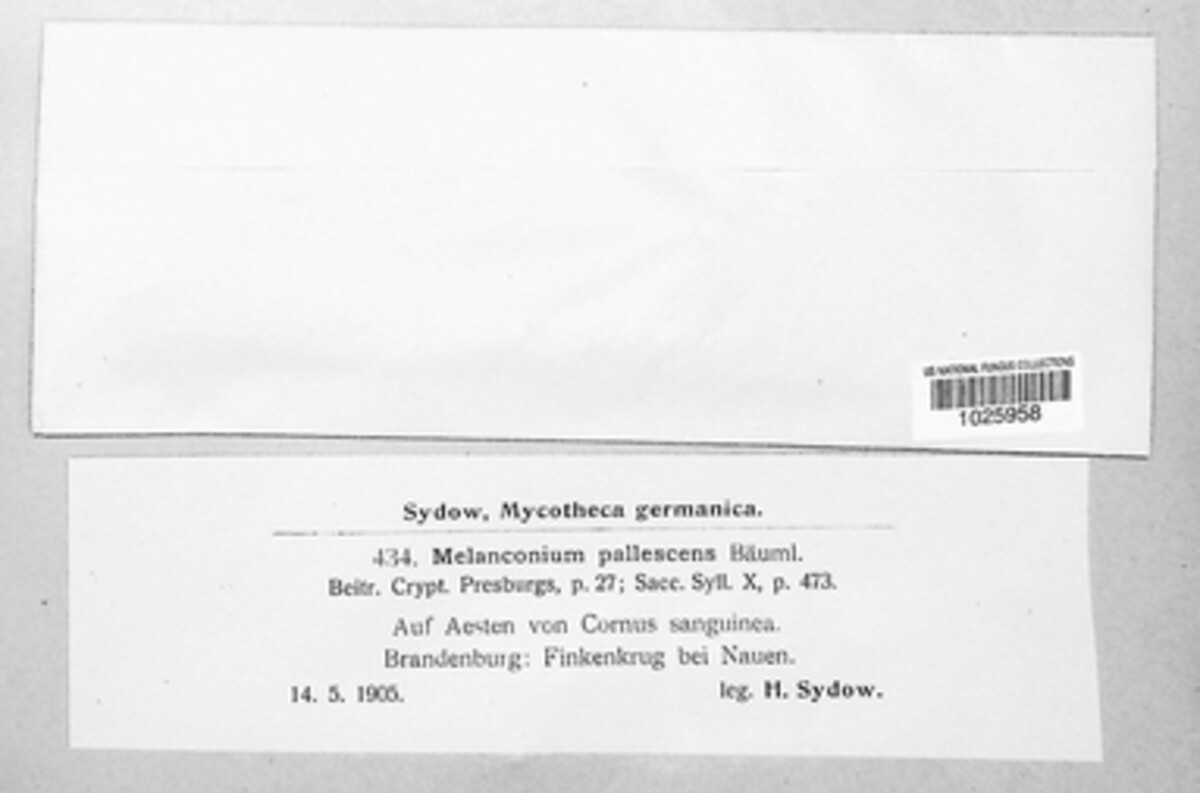 US NATIONAL FUNGUS COLLECTIONS
1025958
Sydow, Mycotheca germanica.
434. Melanconium pallescens Bäuml.
Beitr. Crypt. Presburgs, p. 27; Sacc. Syll. X, p. 473.
Auf Aesten von Cornus sanguinea.
Brandenburg: Finkenkrug bei Nauen.
14. 5. 1905. leg. H. Sydow.